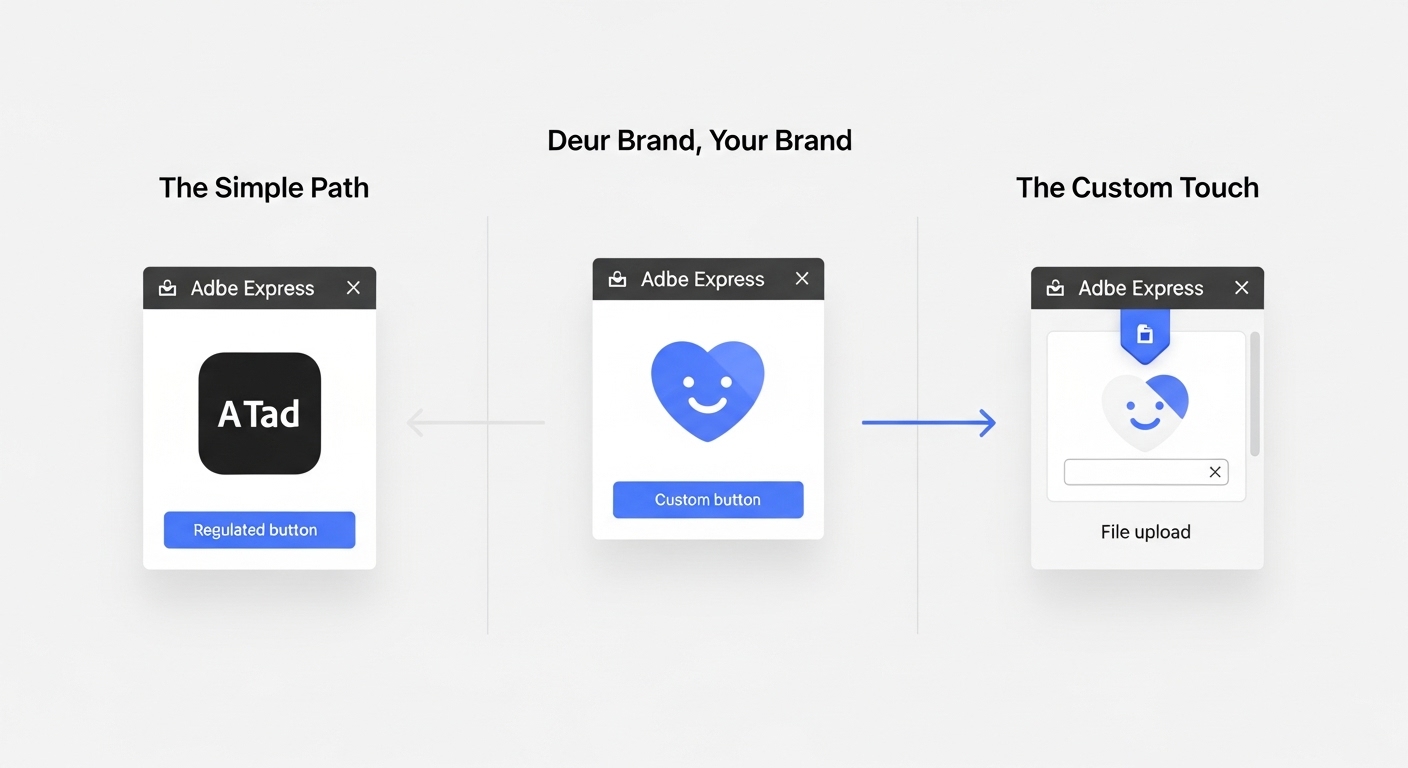 Deur Brand, Your Brand
The Simple Path
The Custom Touch
Adbe Express
A Tad
Regulated button
Adbe Express
Custom button
Adbe Express
File upload